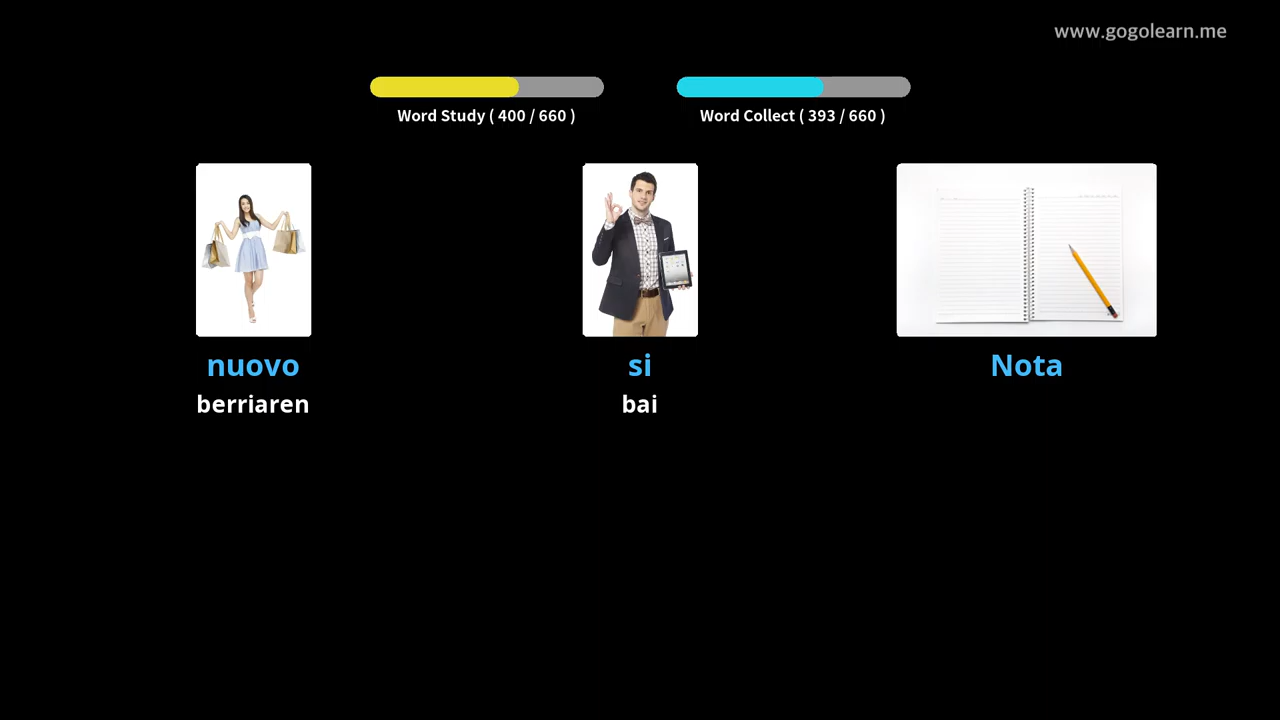 www.gogolearn.me
Word Study ( 400 / 660 )
Word Collect ( 393 / 660 )
nuovo
si
Nota
berriaren
bai